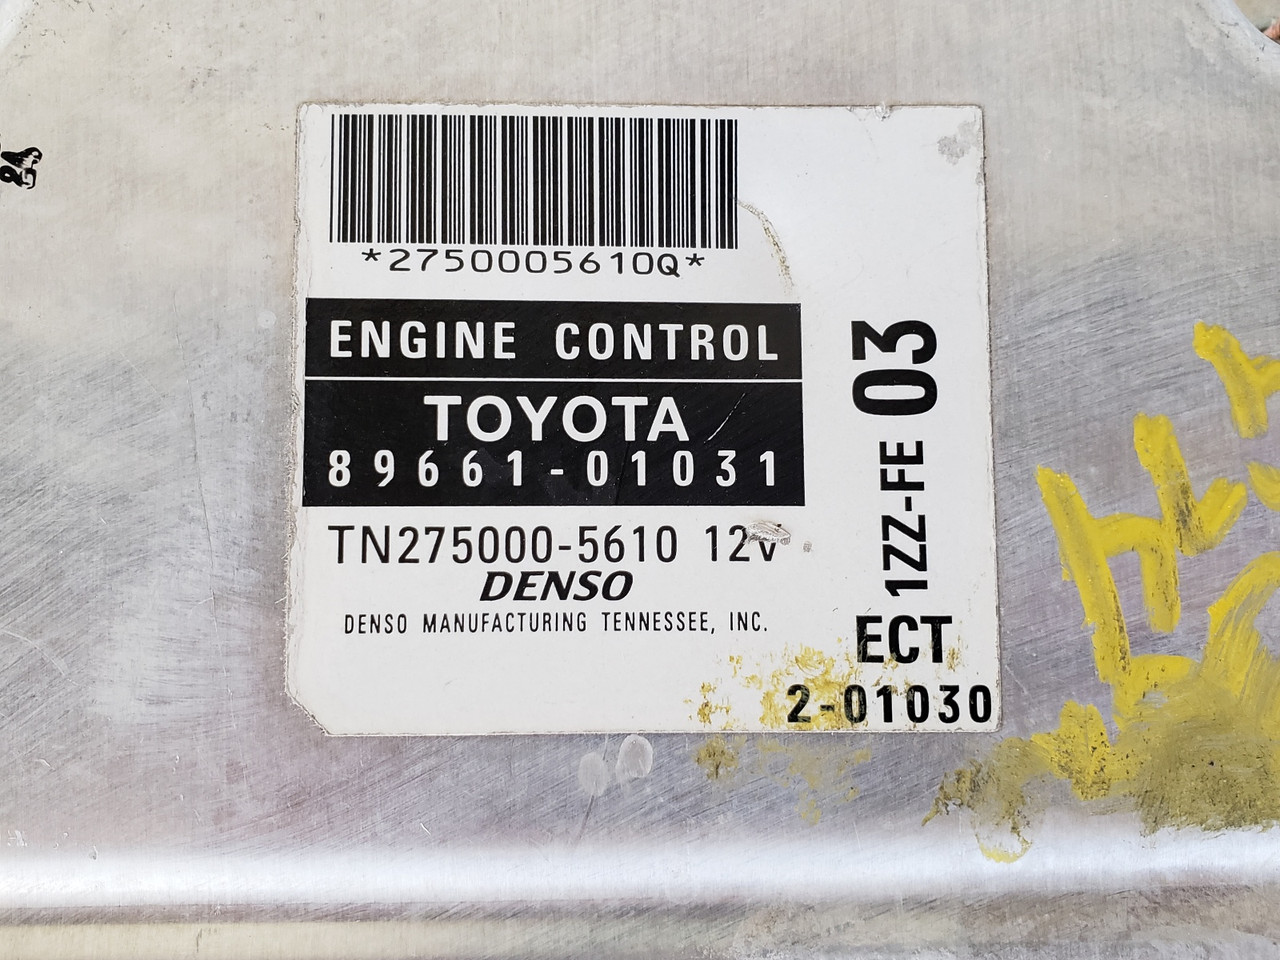 *2750005610Q*
ENGINE CONTROL
TOYOTA
89661-01031
TN275000-5610 12V
DENSO
DENSO MANUFACTURING TENNESSEE, INC.
1ZZ-FE 03
ECT
2-01030